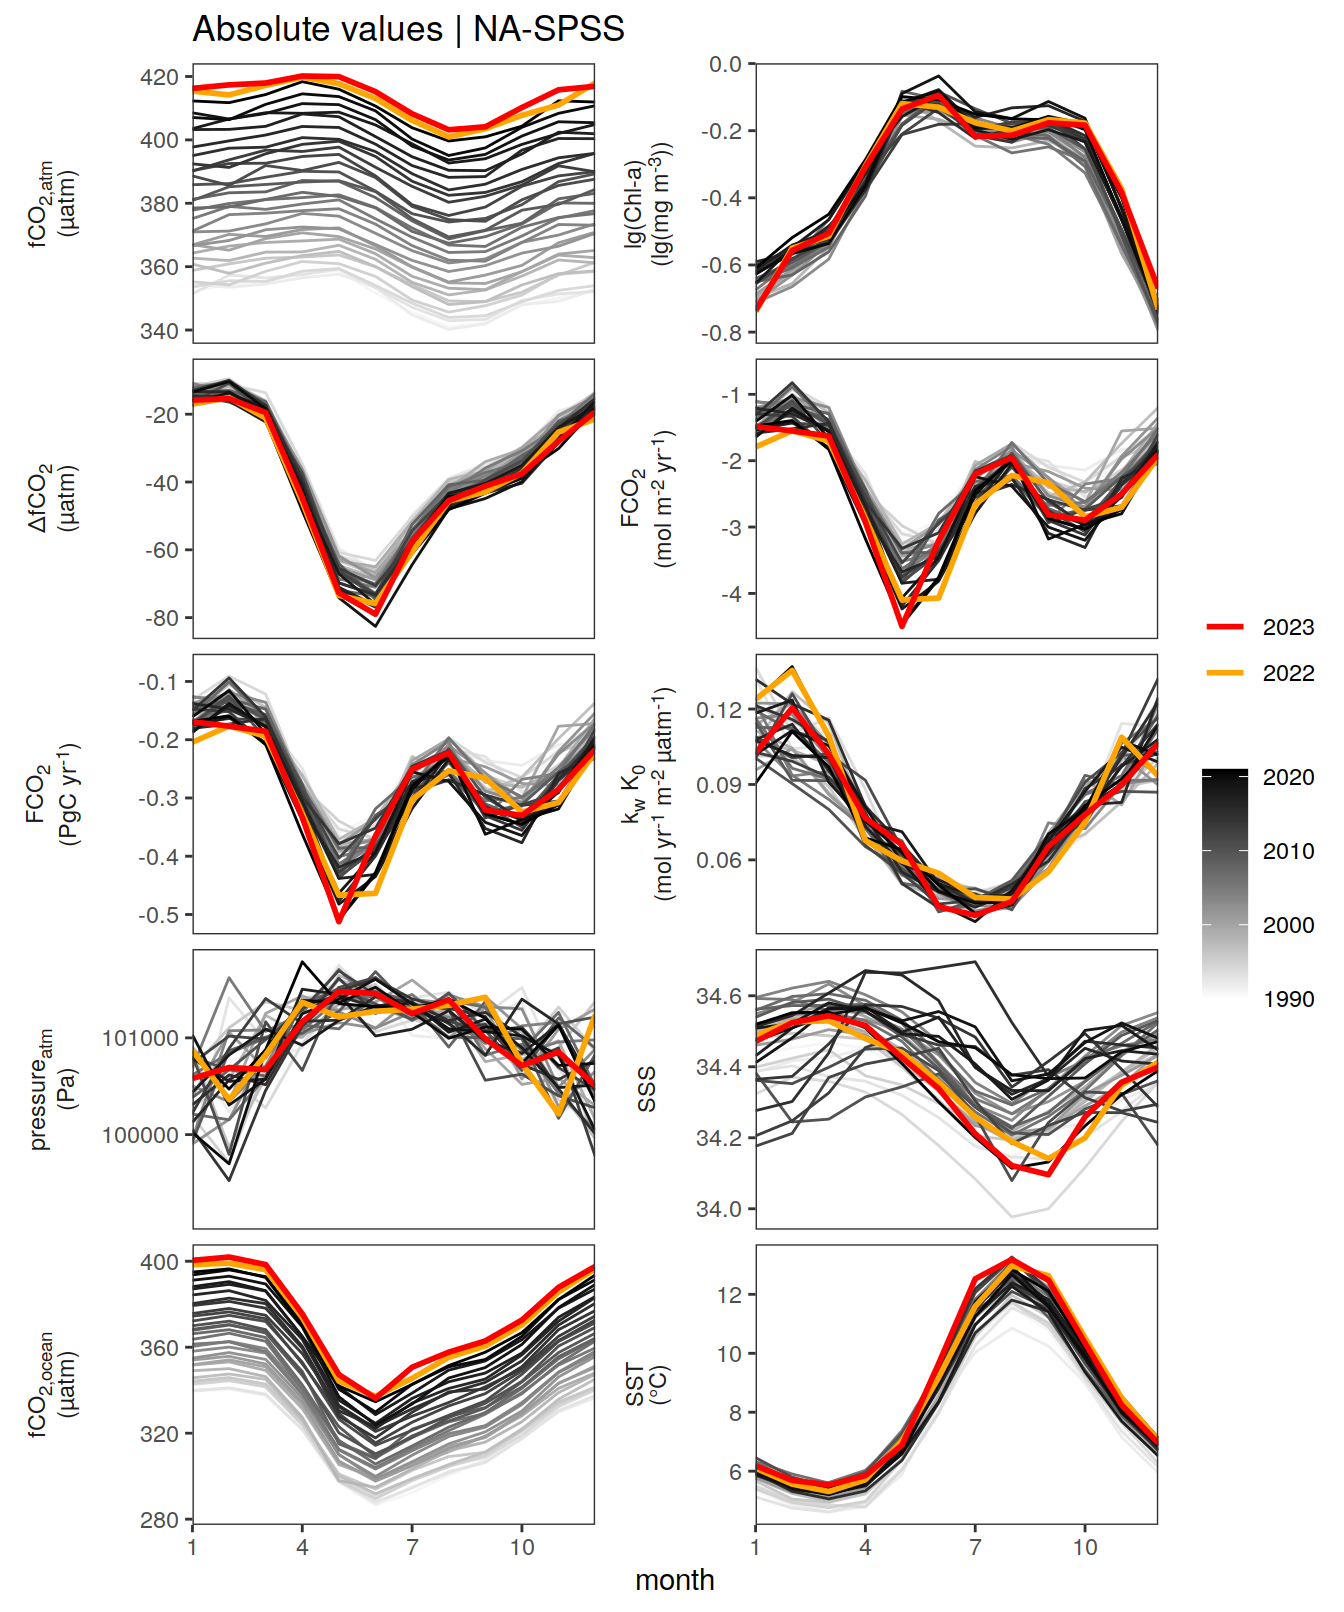 Absolute values | NA-SPSS
fCO2,atm
(µatm)
420
400
380
360
340
lg(Chl-a)
(lg(mg m-3))
0.0
-0.2
-0.4
-0.6
-0.8
ΔfCO2
(µatm)
-20
-40
-60
-80
FCO2
(mol m-2 yr-1)
-1
-2
-3
-4
FCO2
(PgC yr-1)
-0.1
-0.2
-0.3
-0.4
-0.5
kw K0
(mol yr-1 m-2 µatm-1)
0.12
0.09
0.06
pressureatm
(Pa)
101000
100000
SSS
34.6
34.4
34.2
34.0
fCO2,ocean
(µatm)
400
360
320
280
1 4 7 10
SST
(°C)
12
10
8
6
1 4 7 10
month
2023
2022
2020
2010
2000
1990